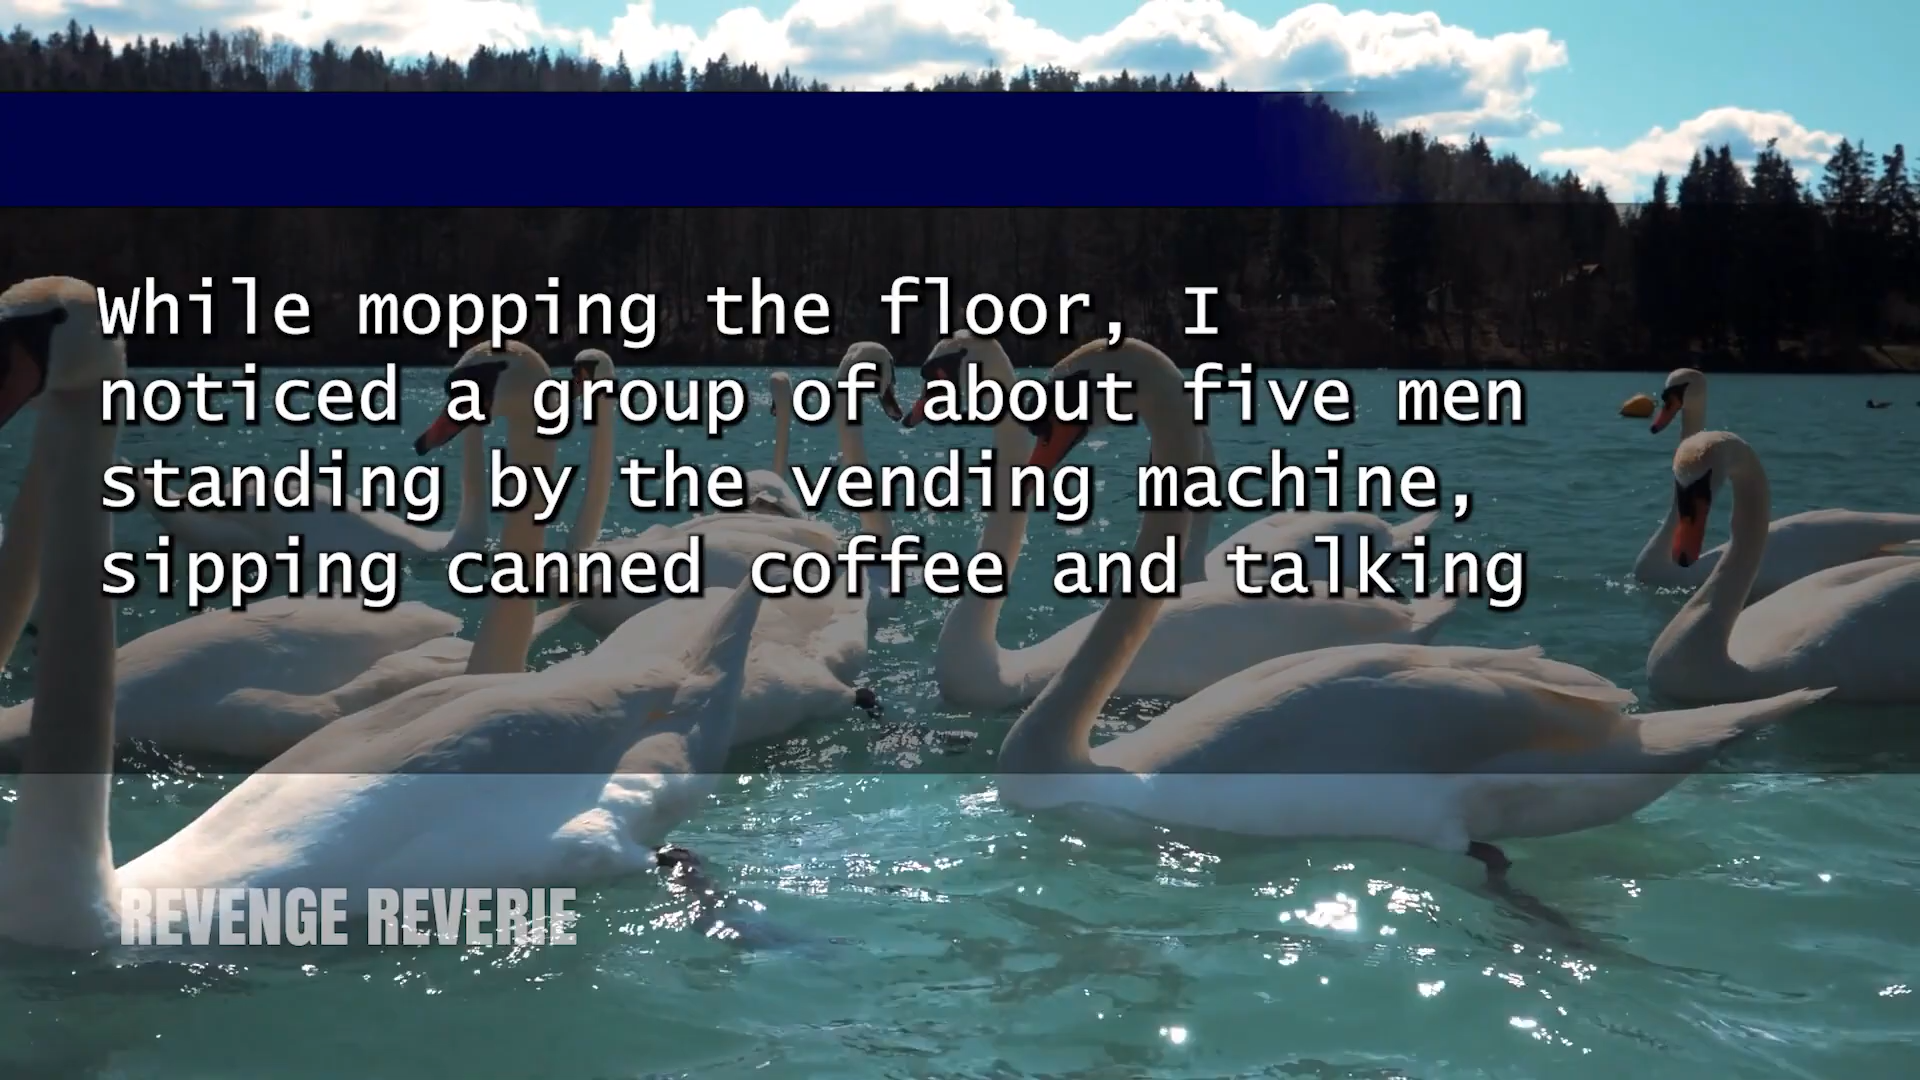 While mopping the floor, I
noticed a group of about five men
standing by the vending machine,
sipping canned coffee and talking
REVENGE REVERIE